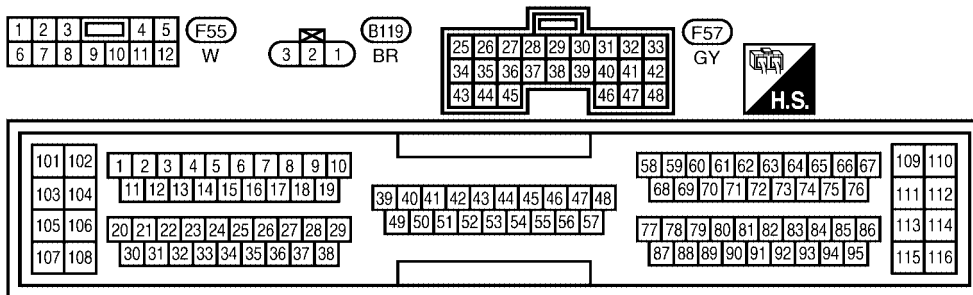 1 2 3 4 5
6 7 8 9 10 11 12
F55
W
3 2 1
B119
BR
25 26 27 28 29 30 31 32 33
34 35 36 37 38 39 40 41 42
43 44 45 46 47 48
F57
GY
H.S.
101 102
103 104
105 106
107 108
1 2 3 4 5 6 7 8 9 10
11 12 13 14 15 16 17 18 19
20 21 22 23 24 25 26 27 28 29
30 31 32 33 34 35 36 37 38
39 40 41 42 43 44 45 46 47 48
49 50 51 52 53 54 55 56 57
58 59 60 61 62 63 64 65 66 67
68 69 70 71 72 73 74 75 76
77 78 79 80 81 82 83 84 85 86
87 88 89 90 91 92 93 94 95
109 110
111 112
113 114
115 116